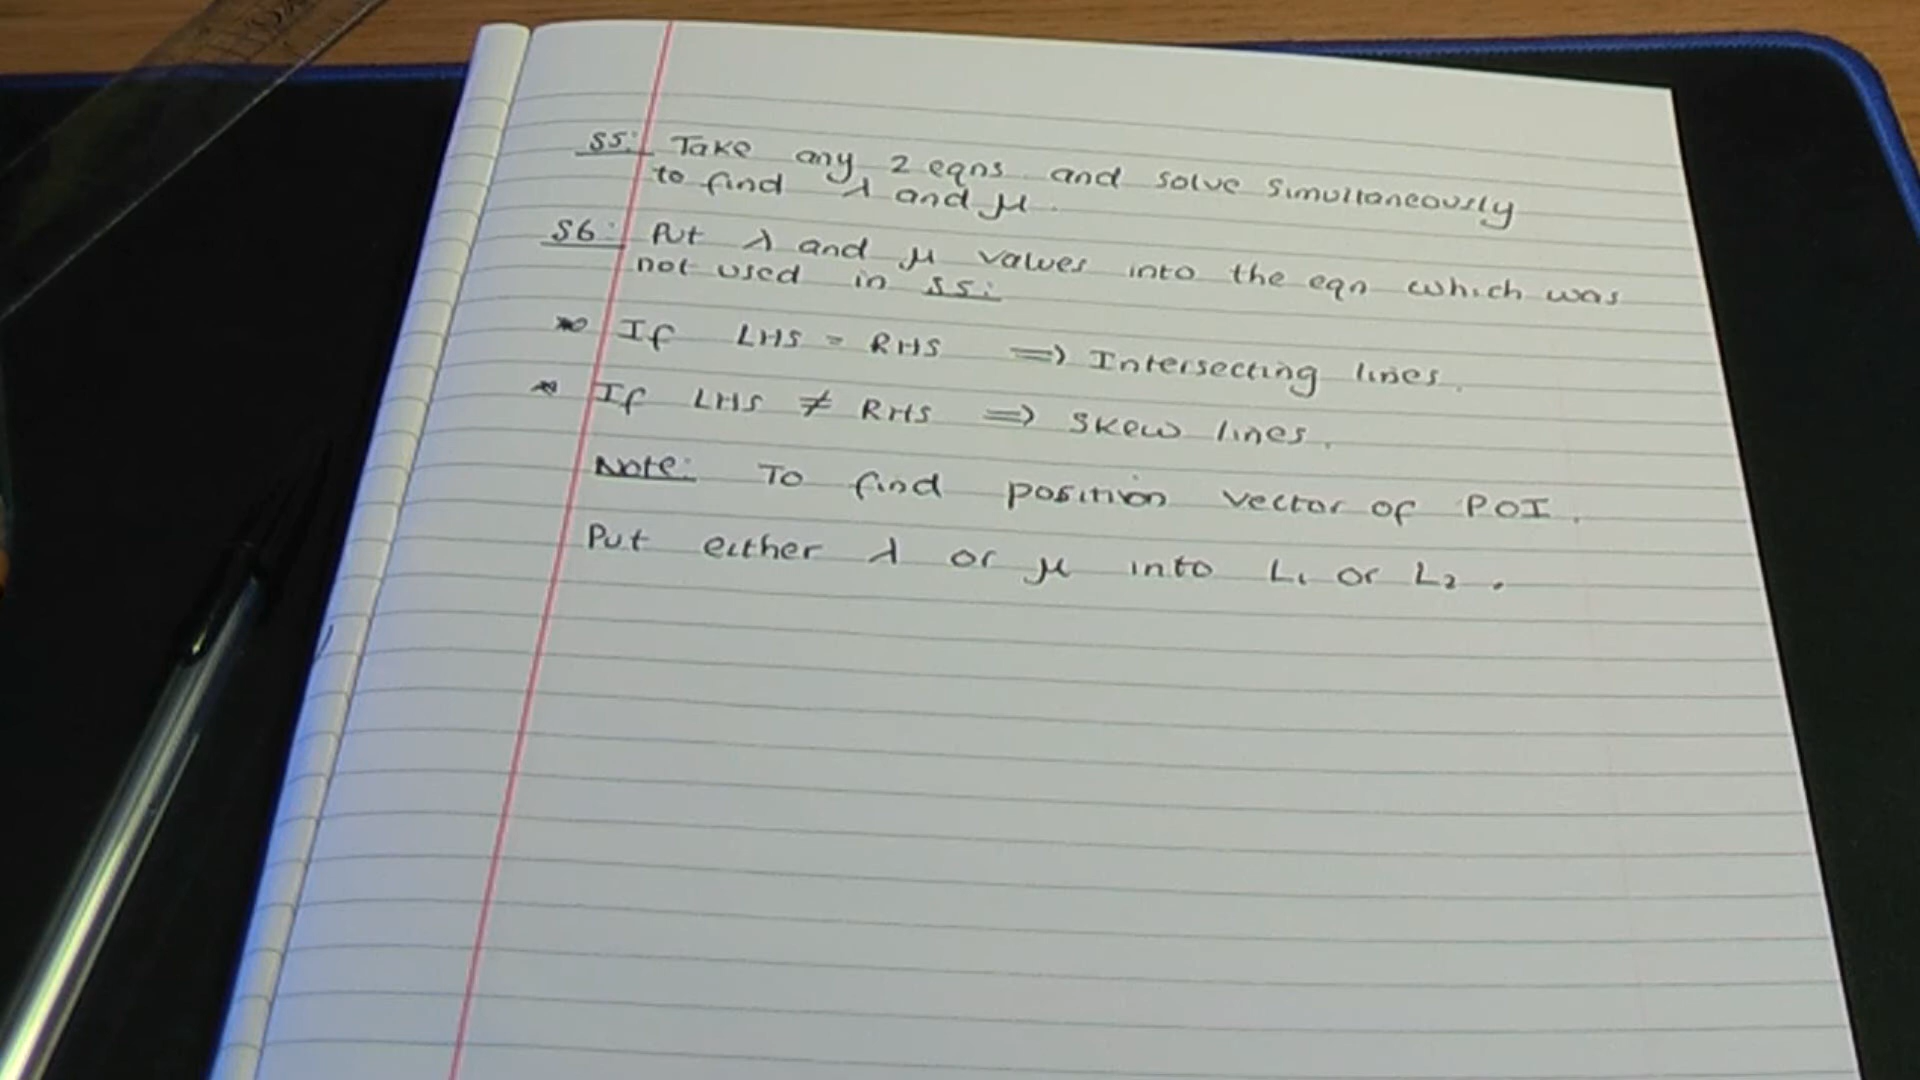 S5: Take any 2 eqns and solve simultaneously
to find λ and μ.
S6: Put λ and μ values into the eqn which was
not used in S5:
* If LHS = RHS ⇒ Intersecting lines.
* If LHS ≠ RHS ⇒ Skew lines.
Note: To find position vector of POI.
Put either λ or μ into L₁ or L₂.